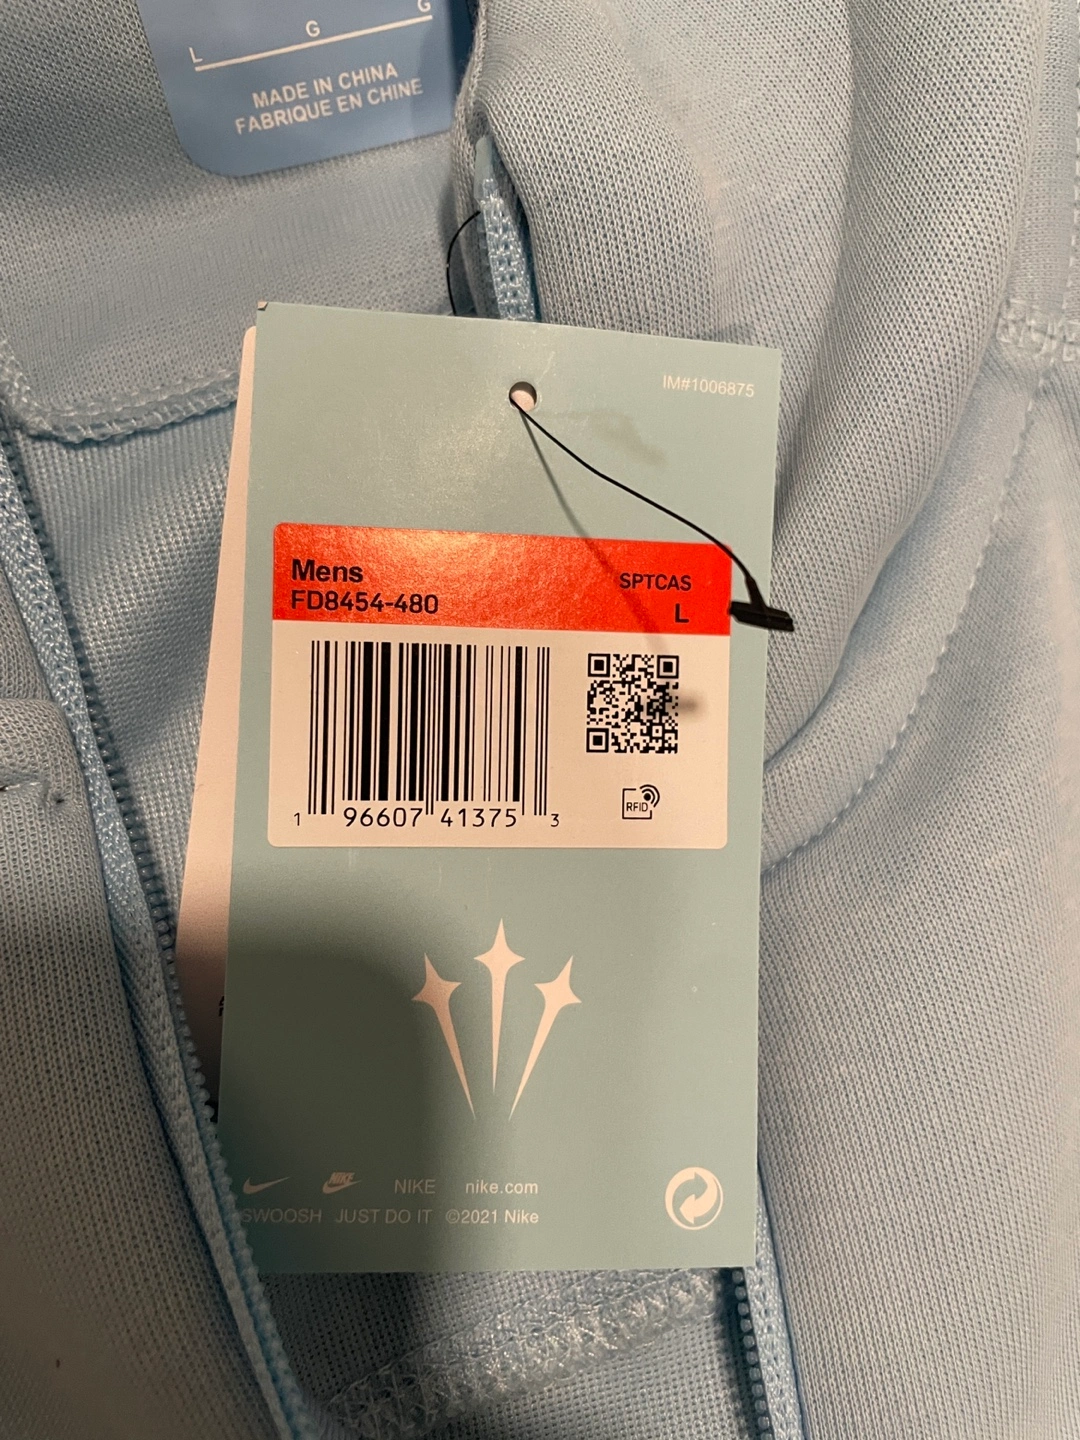 L G G
MADE IN CHINA
FABRIQUE EN CHINE
IM#1006875
Mens
FD8454-480
SPTCAS
L
1 96607 41375 3
RFID
NIKE NIKE nike.com
SWOOSH JUST DO IT ©2021 Nike